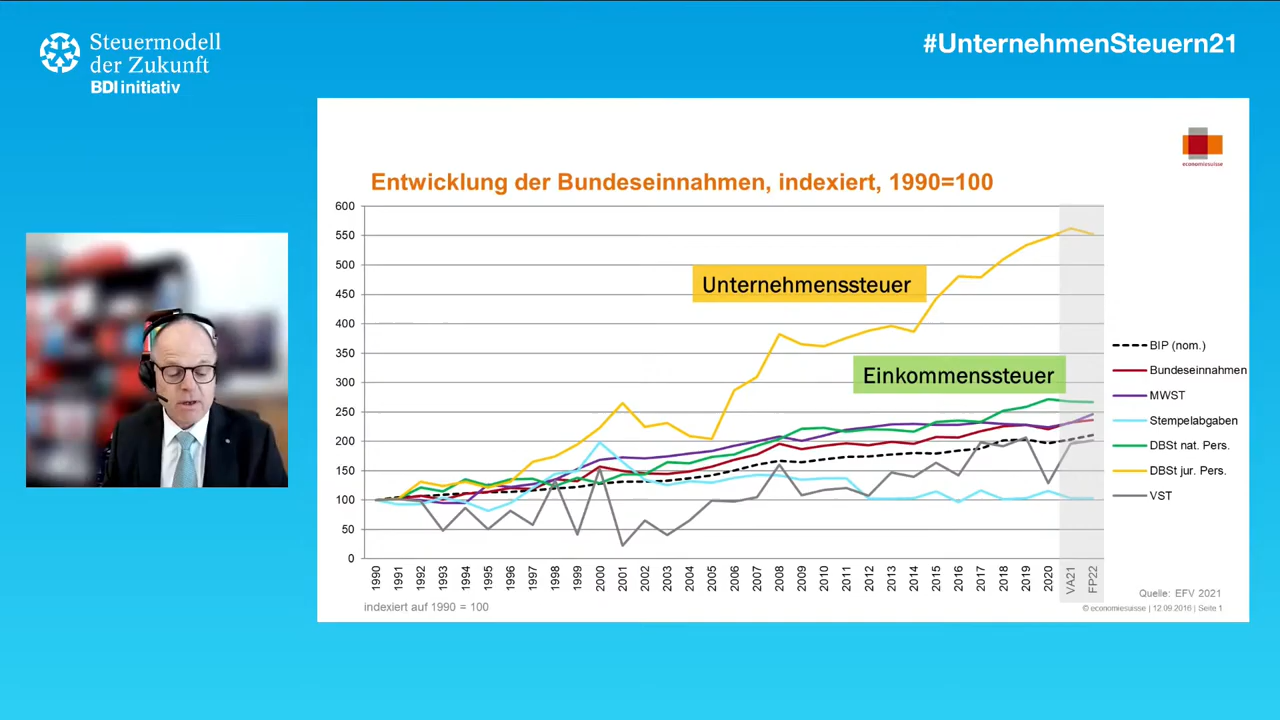 Steuermodell
der Zukunft
BDI initiativ
#UnternehmenSteuern21
economiesuisse
Entwicklung der Bundeseinnahmen, indexiert, 1990=100
600
550
500
450
400
350
300
250
200
150
100
50
0
Unternehmenssteuer
Einkommenssteuer
BIP (nom.)
Bundeseinnahmen
MWST
Stempelabgaben
DBSt nat. Pers.
DBSt jur. Pers.
VST
1990 1991 1992 1993 1994 1995 1996 1997 1998 1999 2000 2001 2002 2003 2004 2005 2006 2007 2008 2009 2010 2011 2012 2013 2014 2015 2016 2017 2018 2019 2020 VA21 FP22
indexiert auf 1990 = 100
Quelle: EFV 2021
© economiesuisse | 12.09.2016 | Seite 1